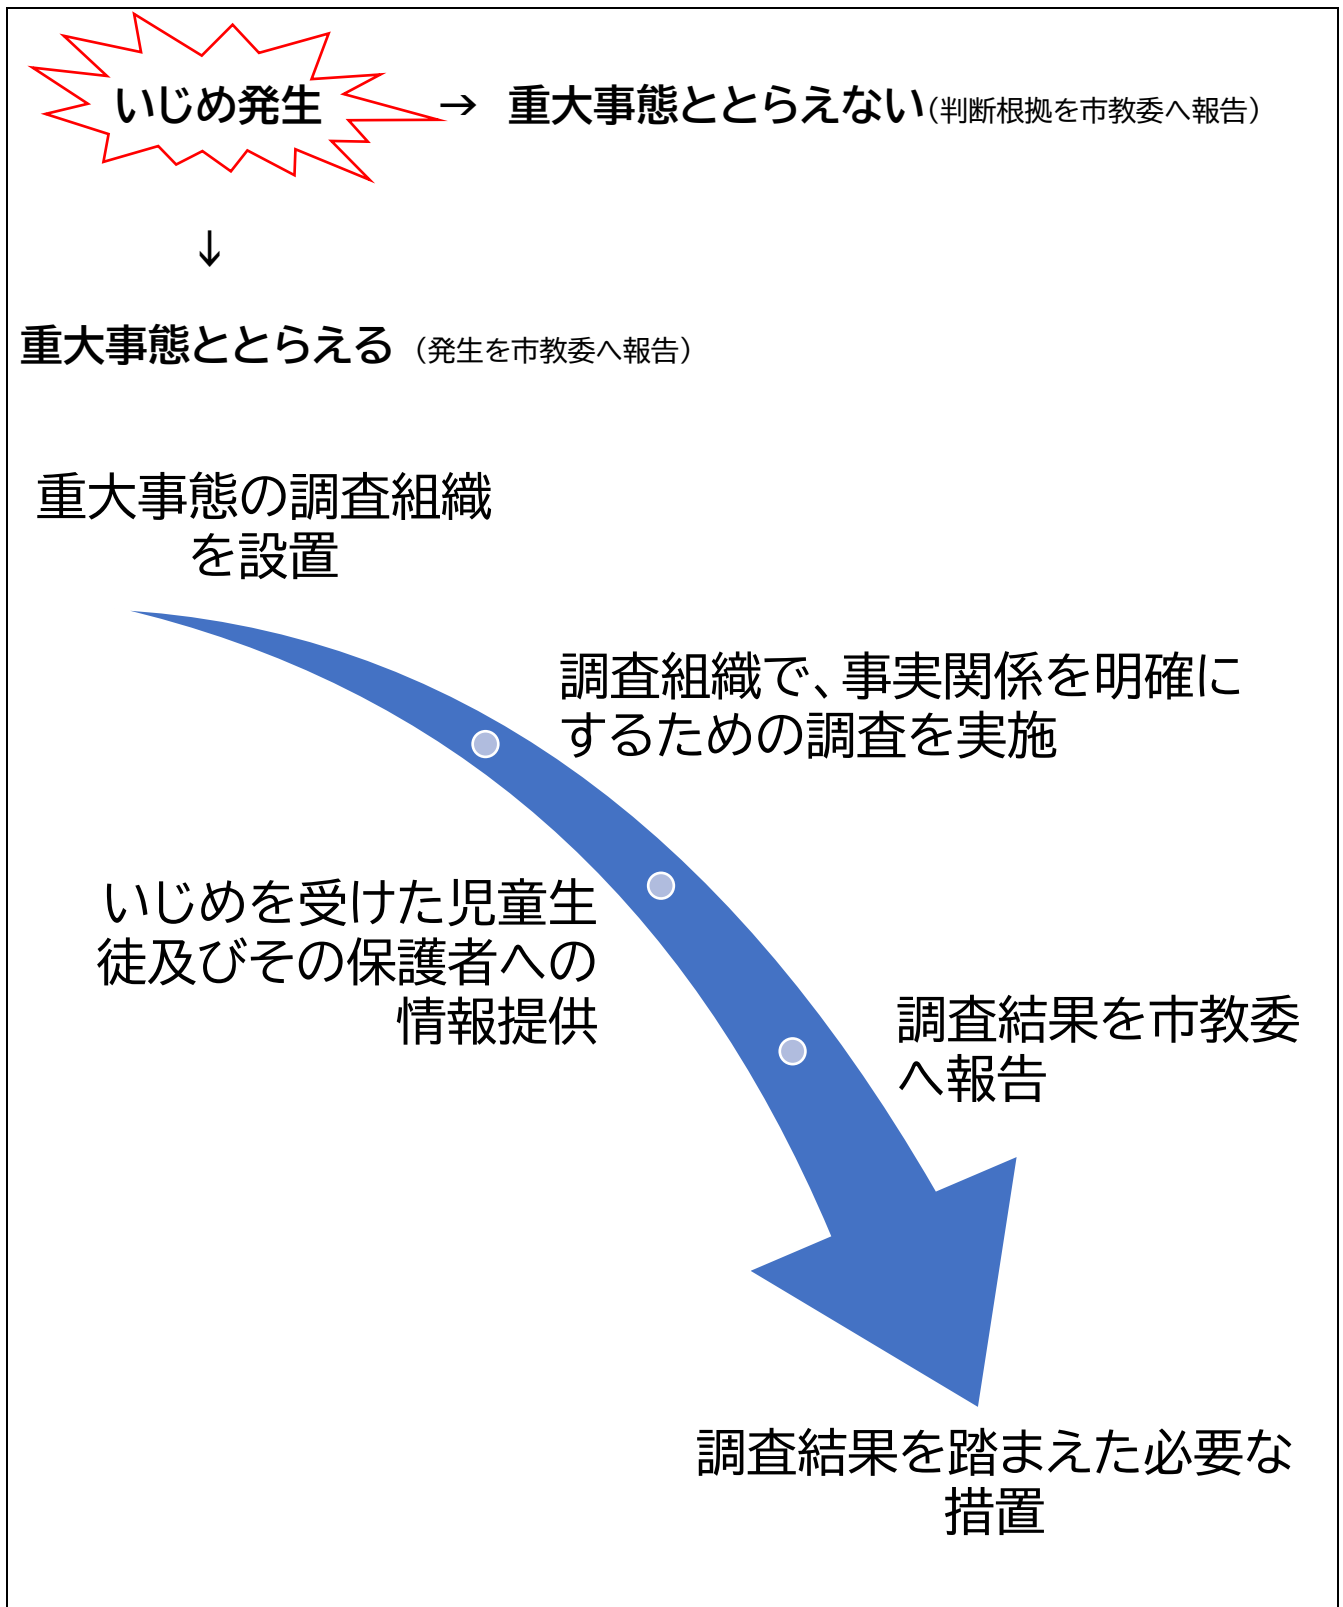 いじめ発生 → 重大事態ととらえない（判断根拠を市教委へ報告）
↓
重大事態ととらえる（発生を市教委へ報告）
重大事態の調査組織
を設置
調査組織で、事実関係を明確に
するための調査を実施
いじめを受けた児童生
徒及びその保護者への
情報提供
調査結果を市教委
へ報告
調査結果を踏まえた必要な
措置